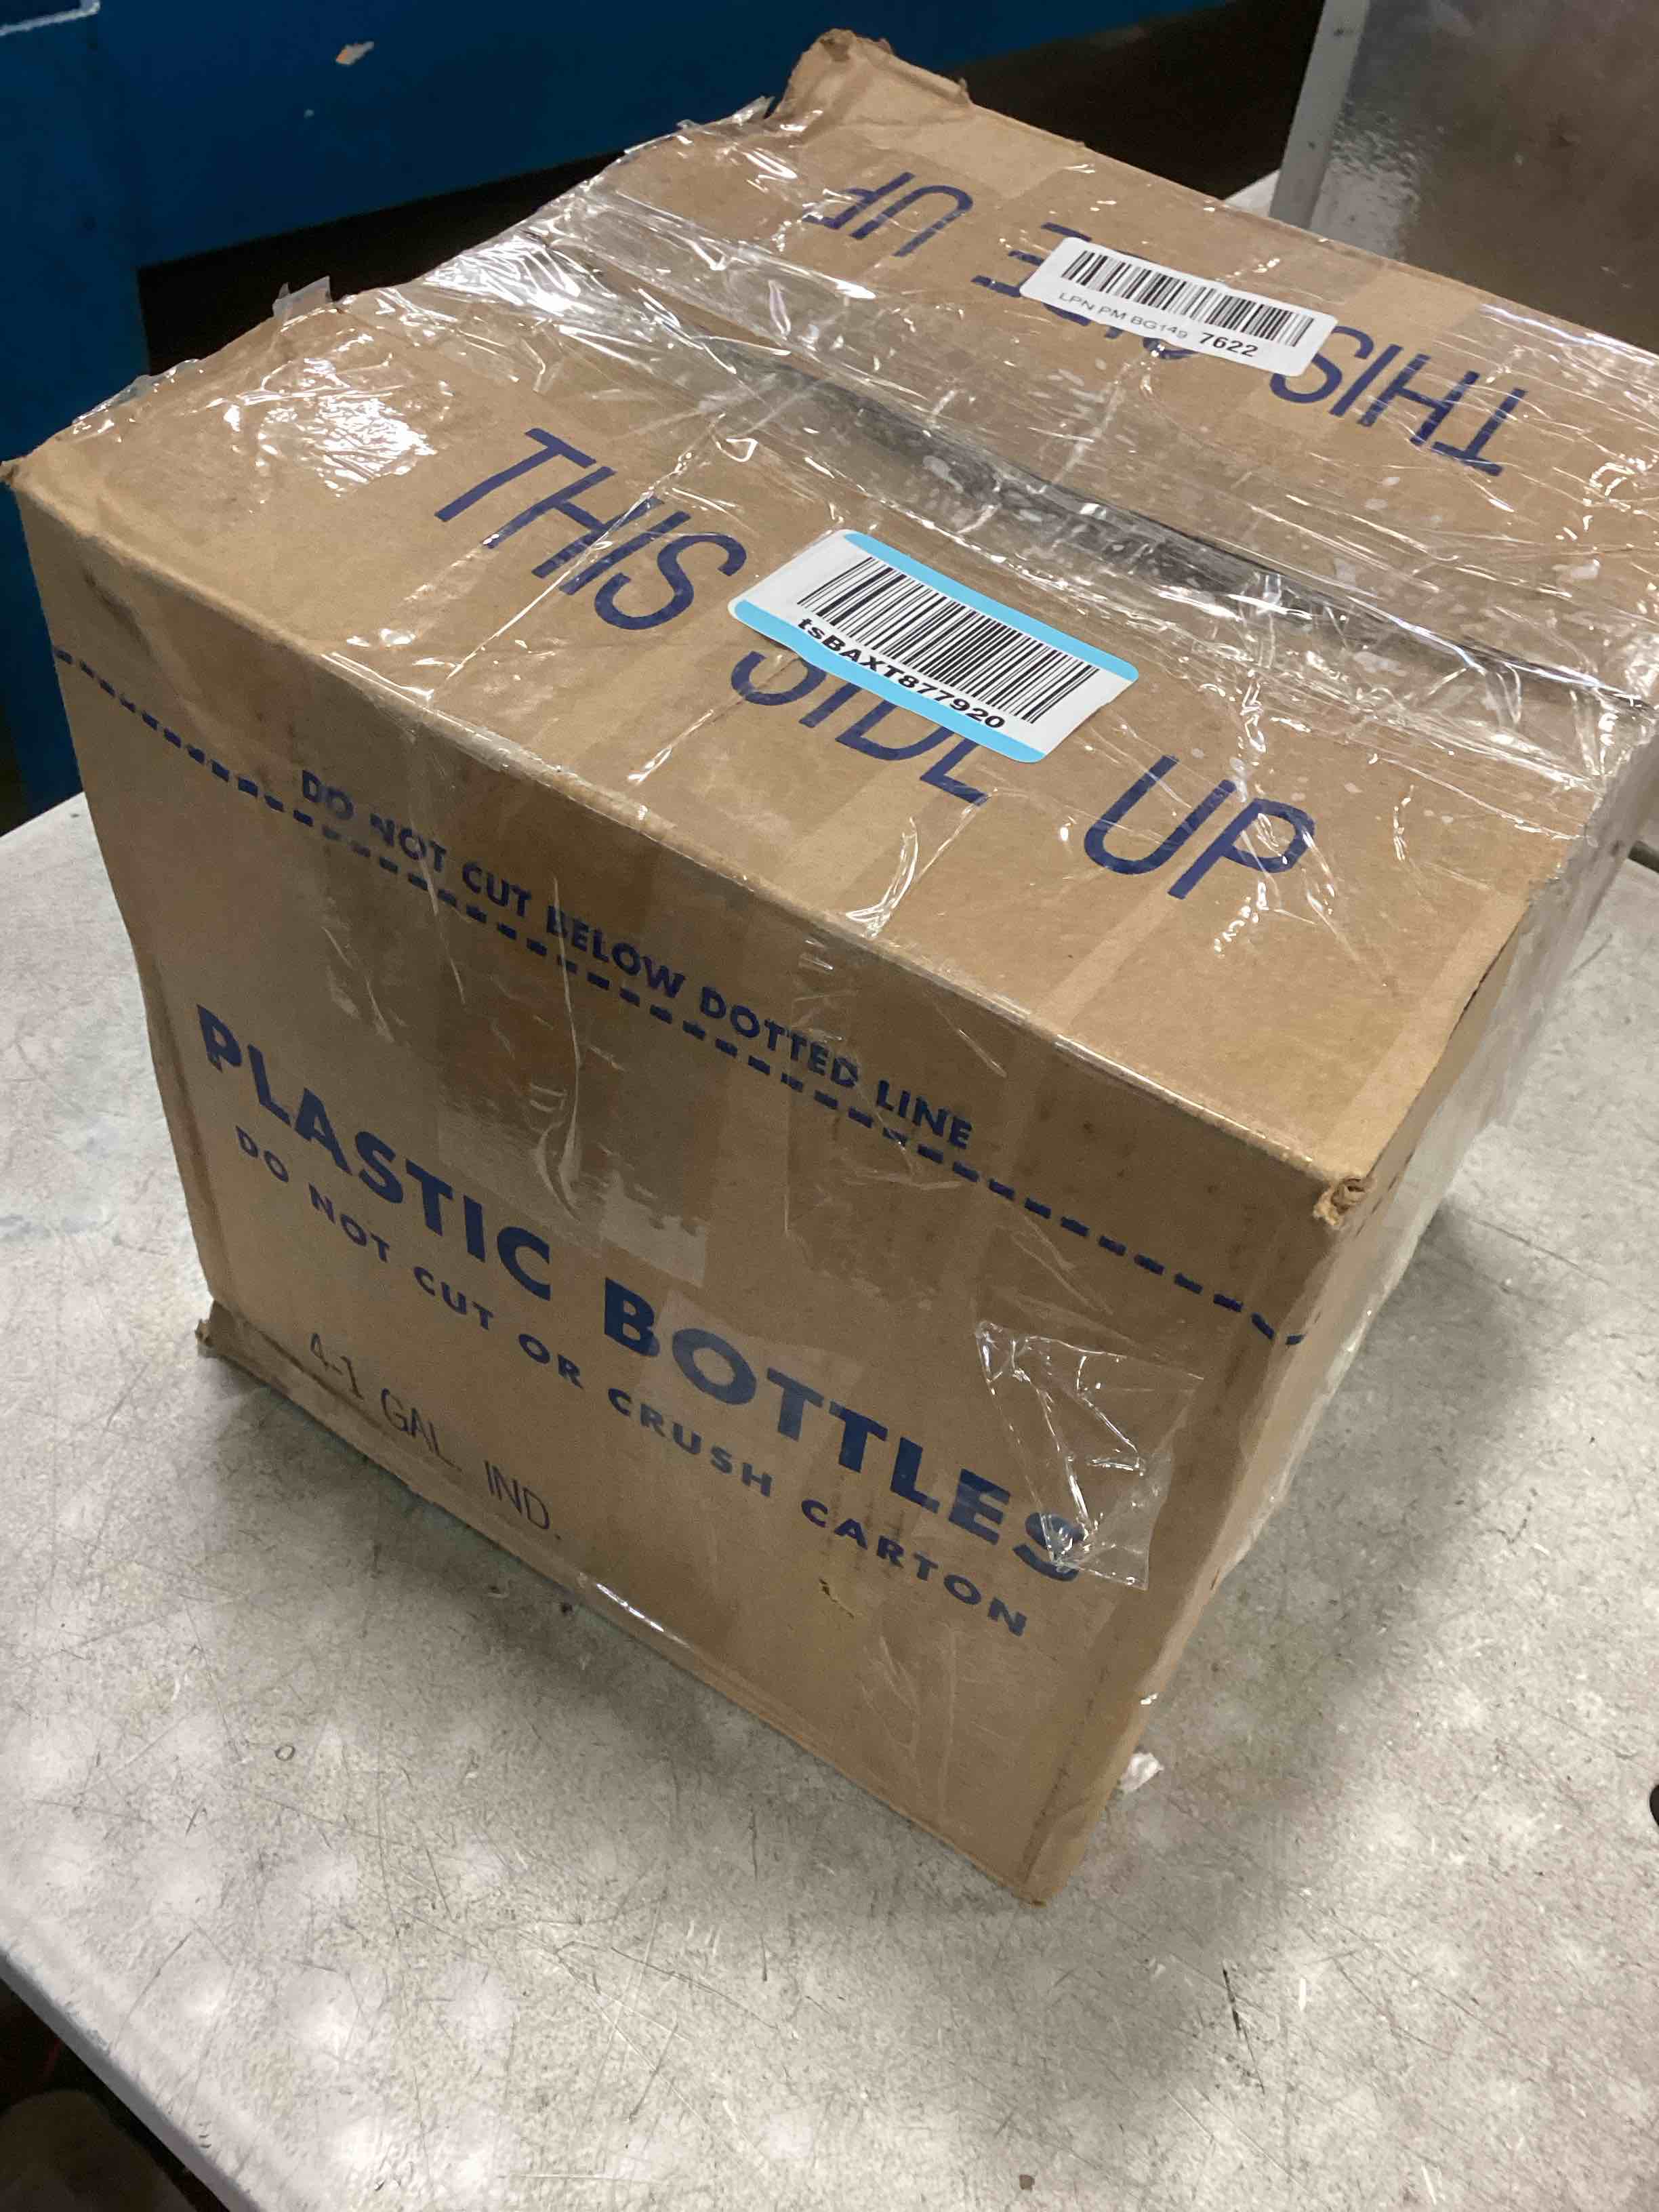 THIS SIDE UP
LPN PM BG149 7622
THIS SIDE UP
tsBAXT877920
DO NOT CUT BELOW DOTTED LINE
PLASTIC BOTTLES
DO NOT CUT OR CRUSH CARTON
4-1 GAL IND.